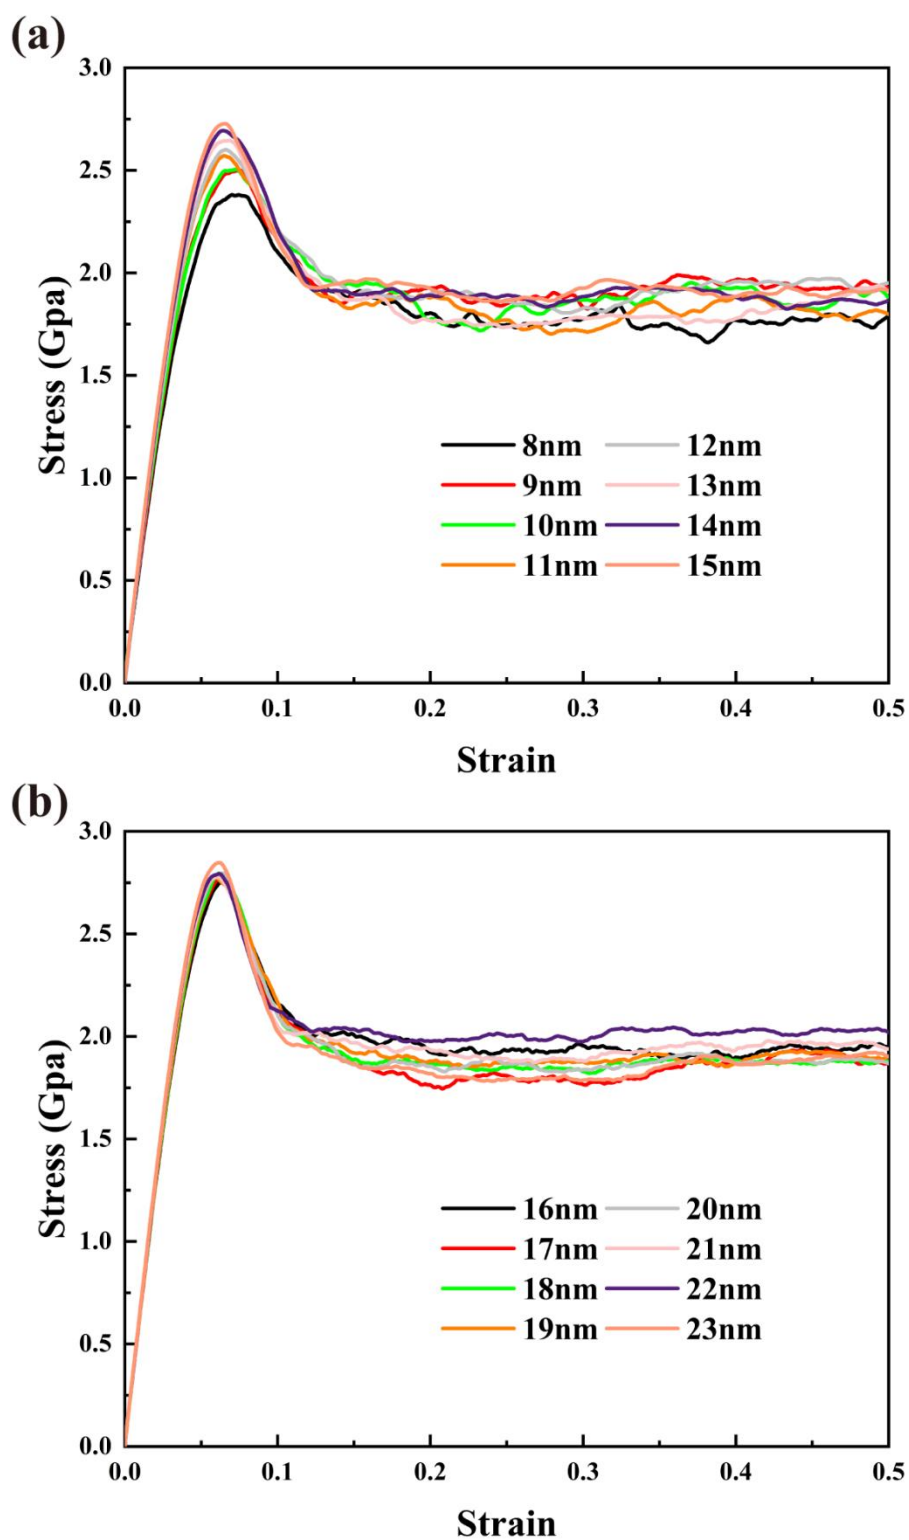 (a)
3.0
2.5
2.0
1.5
1.0
0.5
0.0
Stress (Gpa)
8nm 12nm
9nm 13nm
10nm 14nm
11nm 15nm
0.0 0.1 0.2 0.3 0.4 0.5
Strain
(b)
3.0
2.5
2.0
1.5
1.0
0.5
0.0
Stress (Gpa)
16nm 20nm
17nm 21nm
18nm 22nm
19nm 23nm
0.0 0.1 0.2 0.3 0.4 0.5
Strain